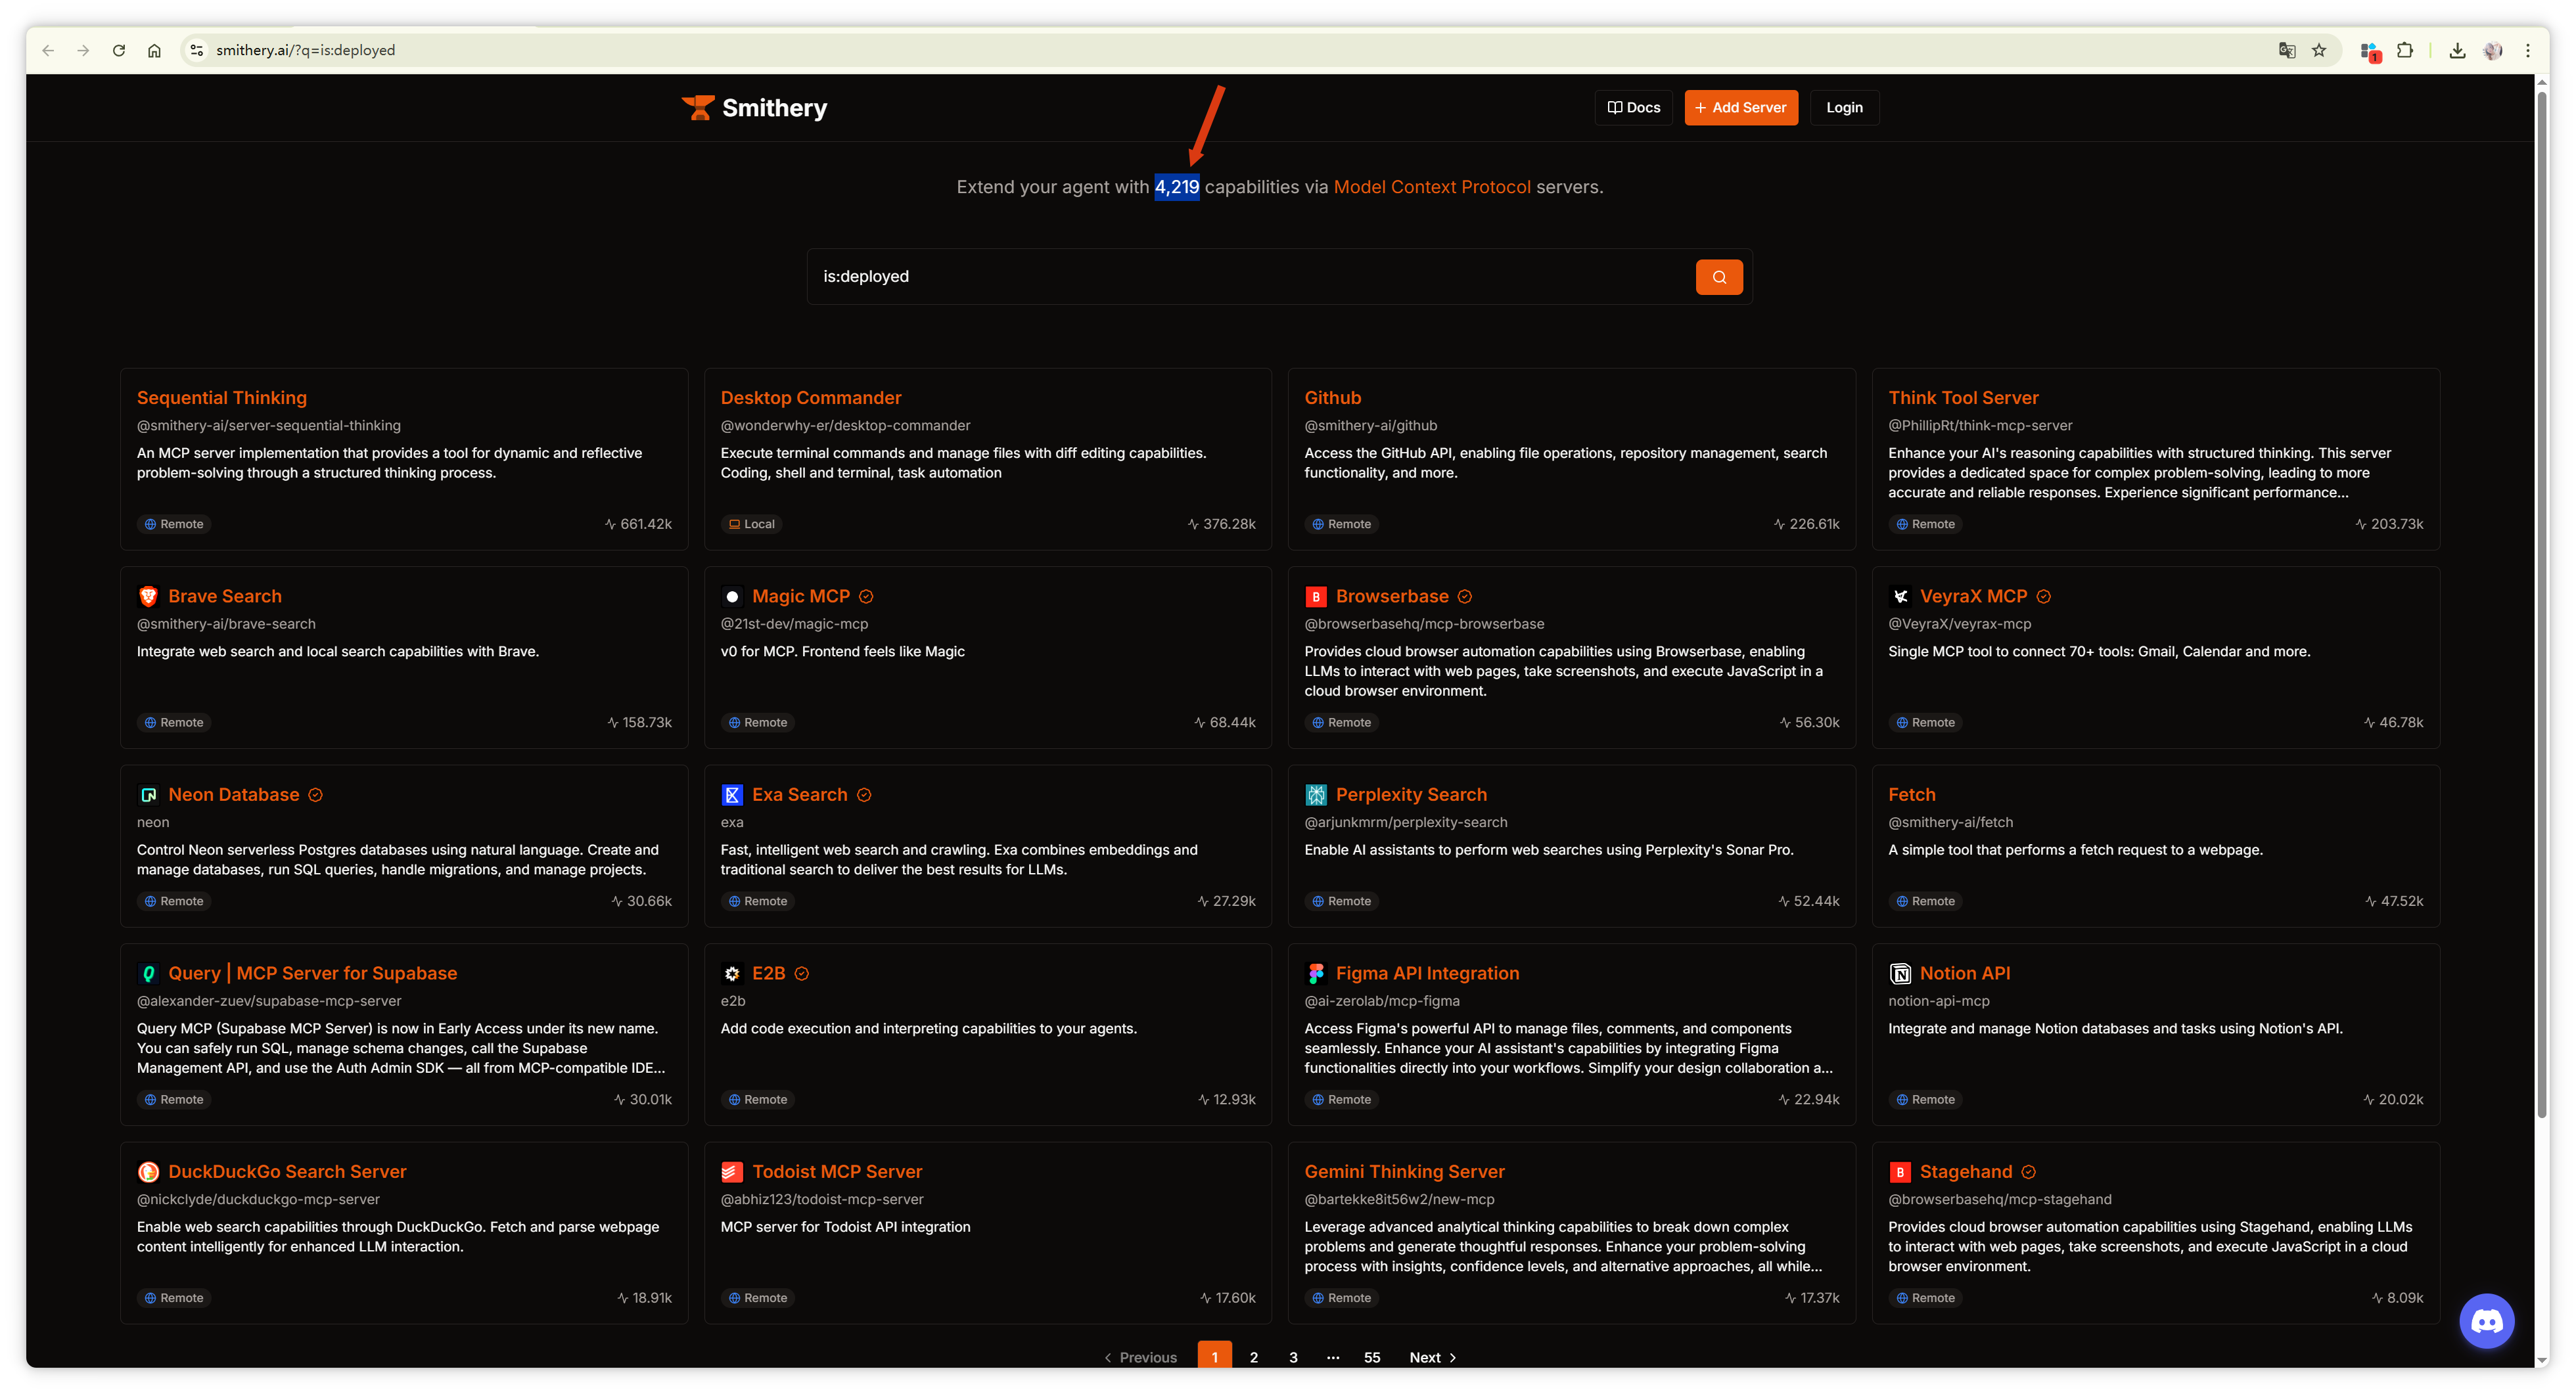 smithery.ai/?q=is:deployed
1
Smithery
Docs
+ Add Server
Login
Extend your agent with 4,219 capabilities via Model Context Protocol servers.
is:deployed
Sequential Thinking
@smithery-ai/server-sequential-thinking
An MCP server implementation that provides a tool for dynamic and reflective
problem-solving through a structured thinking process.
Remote
661.42k
Desktop Commander
@wonderwhy-er/desktop-commander
Execute terminal commands and manage files with diff editing capabilities.
Coding, shell and terminal, task automation
Local
376.28k
Github
@smithery-ai/github
Access the GitHub API, enabling file operations, repository management, search
functionality, and more.
Remote
226.61k
Think Tool Server
@PhillipRt/think-mcp-server
Enhance your AI's reasoning capabilities with structured thinking. This server
provides a dedicated space for complex problem-solving, leading to more
accurate and reliable responses. Experience significant performance...
Remote
203.73k
Brave Search
@smithery-ai/brave-search
Integrate web search and local search capabilities with Brave.
Remote
158.73k
Magic MCP
@21st-dev/magic-mcp
v0 for MCP. Frontend feels like Magic
Remote
68.44k
B
Browserbase
@browserbasehq/mcp-browserbase
Provides cloud browser automation capabilities using Browserbase, enabling
LLMs to interact with web pages, take screenshots, and execute JavaScript in a
cloud browser environment.
Remote
56.30k
VeyraX MCP
@VeyraX/veyrax-mcp
Single MCP tool to connect 70+ tools: Gmail, Calendar and more.
Remote
46.78k
Neon Database
neon
Control Neon serverless Postgres databases using natural language. Create and
manage databases, run SQL queries, handle migrations, and manage projects.
Remote
30.66k
Exa Search
exa
Fast, intelligent web search and crawling. Exa combines embeddings and
traditional search to deliver the best results for LLMs.
Remote
27.29k
Perplexity Search
@arjunkmrm/perplexity-search
Enable AI assistants to perform web searches using Perplexity's Sonar Pro.
Remote
52.44k
Fetch
@smithery-ai/fetch
A simple tool that performs a fetch request to a webpage.
Remote
47.52k
Query | MCP Server for Supabase
@alexander-zuev/supabase-mcp-server
Query MCP (Supabase MCP Server) is now in Early Access under its new name.
You can safely run SQL, manage schema changes, call the Supabase
Management API, and use the Auth Admin SDK — all from MCP-compatible IDE...
Remote
30.01k
E2B
e2b
Add code execution and interpreting capabilities to your agents.
Remote
12.93k
Figma API Integration
@ai-zerolab/mcp-figma
Access Figma's powerful API to manage files, comments, and components
seamlessly. Enhance your AI assistant's capabilities by integrating Figma
functionalities directly into your workflows. Simplify your design collaboration a...
Remote
22.94k
Notion API
notion-api-mcp
Integrate and manage Notion databases and tasks using Notion's API.
Remote
20.02k
DuckDuckGo Search Server
@nickclyde/duckduckgo-mcp-server
Enable web search capabilities through DuckDuckGo. Fetch and parse webpage
content intelligently for enhanced LLM interaction.
Remote
18.91k
Todoist MCP Server
@abhiz123/todoist-mcp-server
MCP server for Todoist API integration
Remote
17.60k
Gemini Thinking Server
@bartekke8it56w2/new-mcp
Leverage advanced analytical thinking capabilities to break down complex
problems and generate thoughtful responses. Enhance your problem-solving
process with insights, confidence levels, and alternative approaches, all while...
Remote
17.37k
B
Stagehand
@browserbasehq/mcp-stagehand
Provides cloud browser automation capabilities using Stagehand, enabling LLMs
to interact with web pages, take screenshots, and execute JavaScript in a cloud
browser environment.
Remote
8.09k
Previous 1 2 3 ... 55 Next